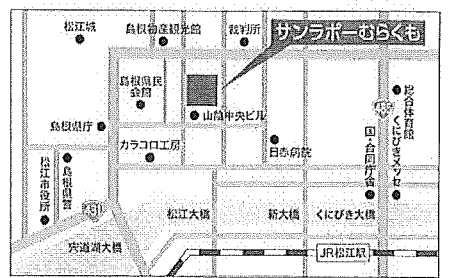 松江城
島根物産観光館
裁判所
サンラポーむらくも
島根県民
会館
山陰中央ビル
総合体育館
くにびきメッセ
島根県庁
カラコロ工房
日赤病院
国・合同庁舎
松江市役所
島根県警
431
松江大橋
新大橋
くにびき大橋
宍道湖大橋
JR松江駅